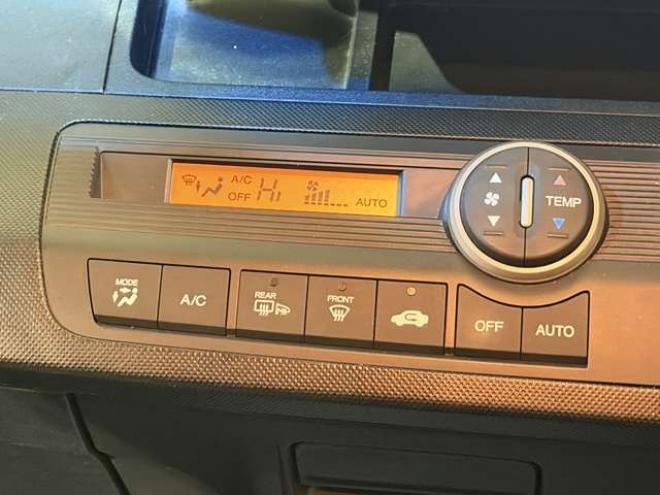 A/C
OFF
Hi
AUTO
TEMP
MODE
A/C
REAR
FRONT
OFF
AUTO